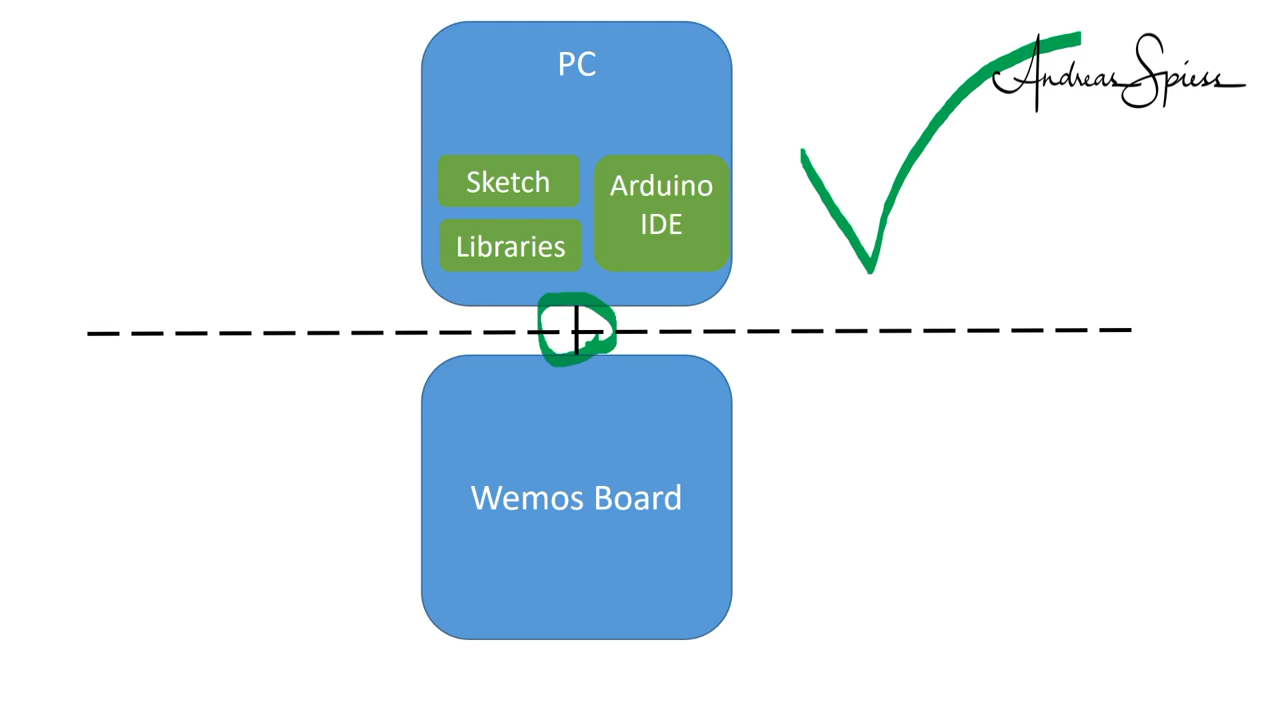 PC
Andreas Spiess
Sketch
Arduino
IDE
Libraries
Wemos Board